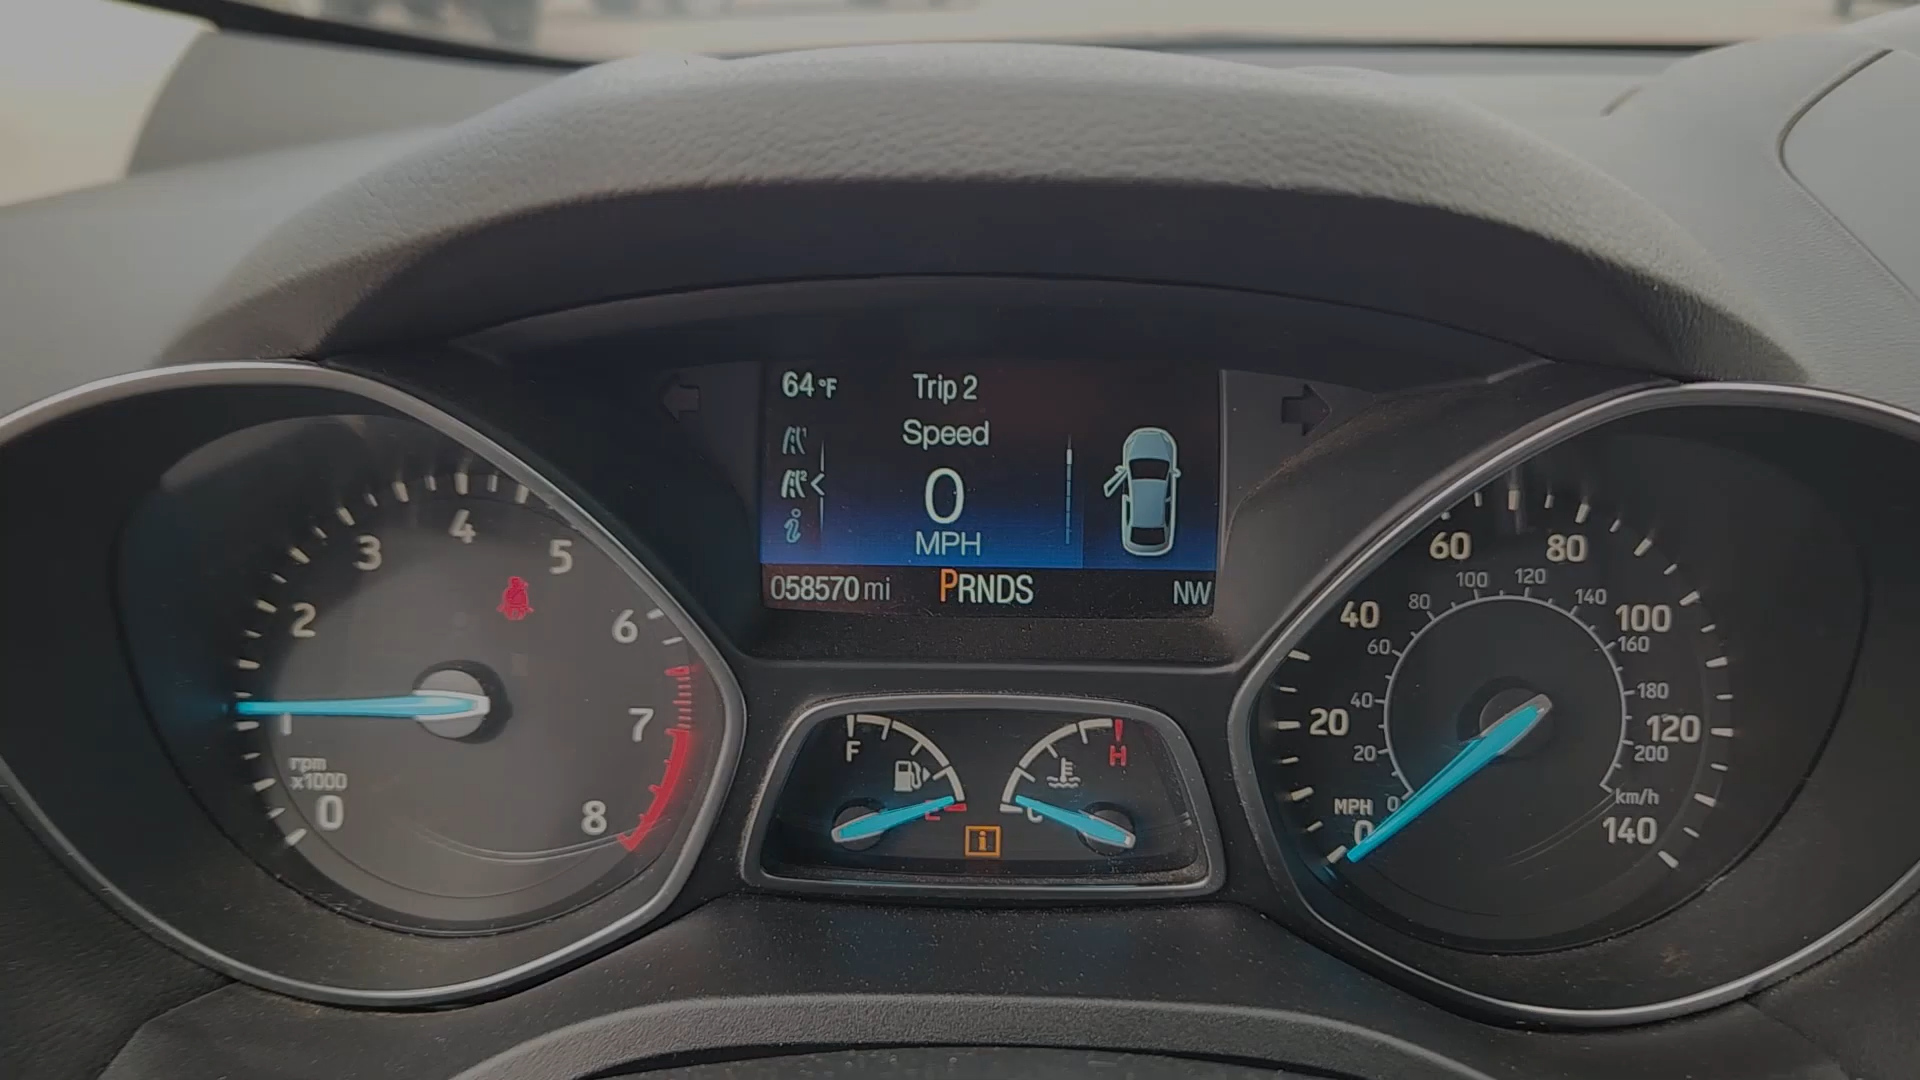 64°F Trip 2
Speed
0
MPH
058570 mi PRNDS NW
0 1 2 3 4 5 6 7 8
rpm
x1000
F E
C H
i
0 20 40 60 80 100 120 140
MPH
0 20 40 60 80 100 120 140 160 180 200
km/h